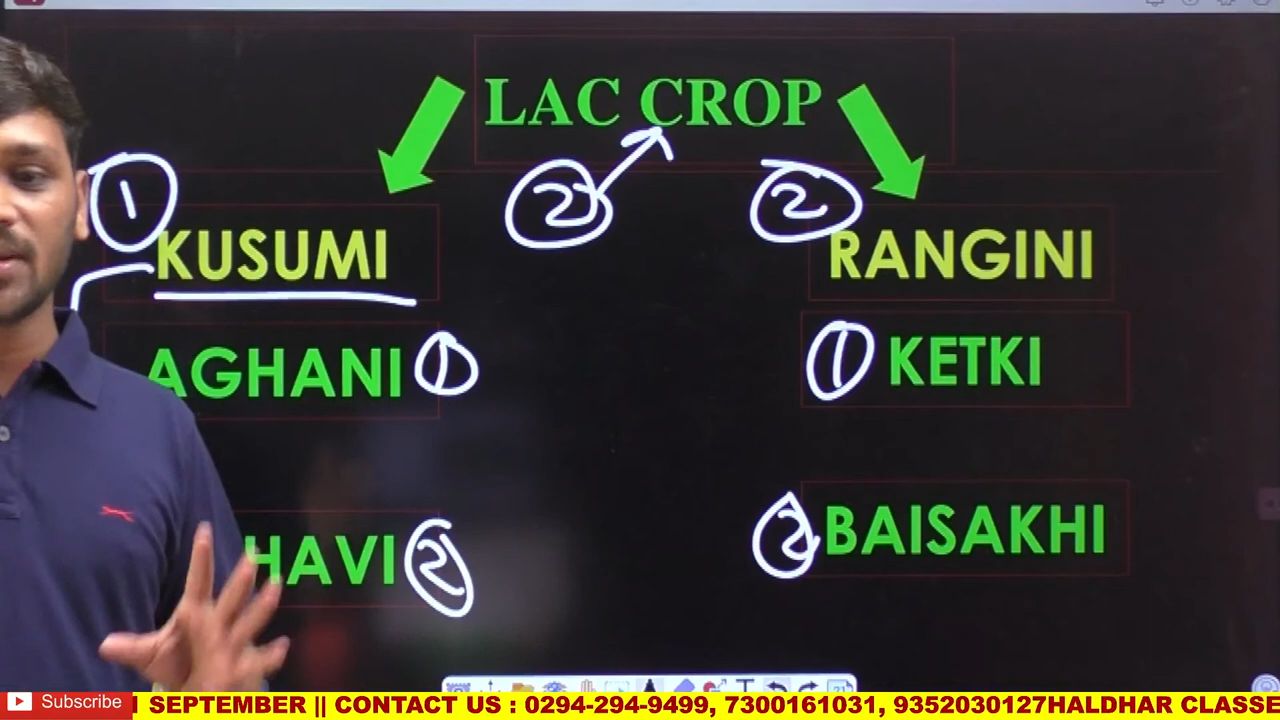 LAC CROP
2
1
2
KUSUMI
RANGINI
AGHANI 1
1 KETKI
HAVI 2
2 BAISAKHI
Subscribe
SEPTEMBER || CONTACT US : 0294-294-9499, 7300161031, 9352030127HALDHAR CLASSE